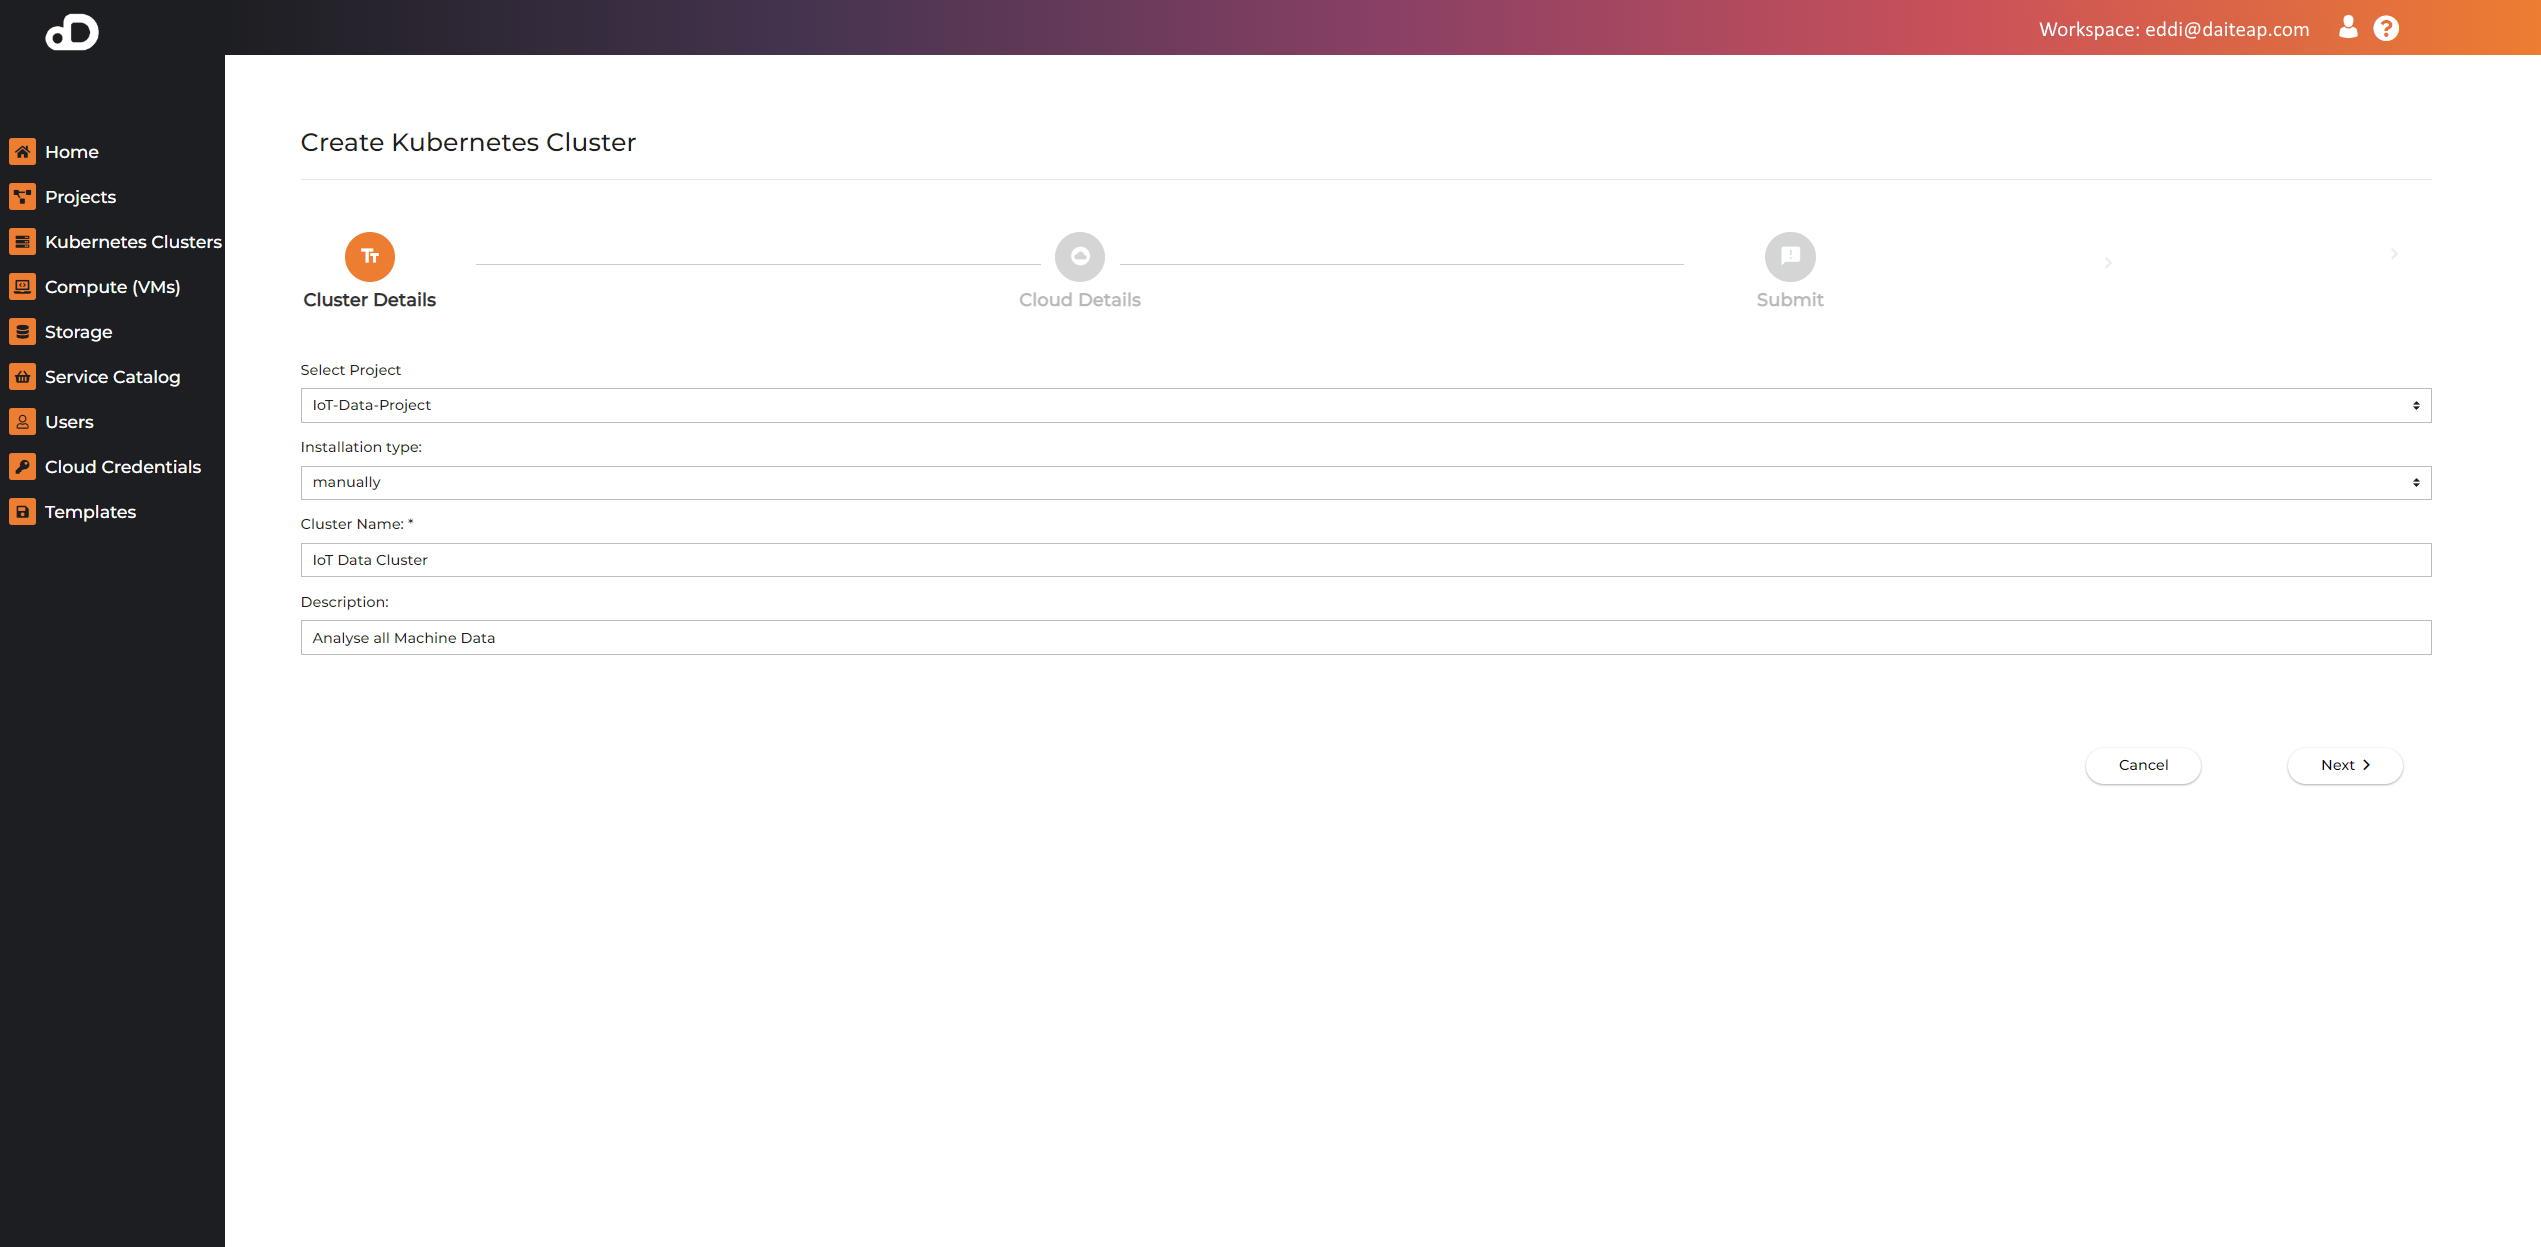 Workspace: eddi@daiteap.com
Home
Projects
Kubernetes Clusters
Compute (VMs)
Storage
Service Catalog
Users
Cloud Credentials
Templates
Create Kubernetes Cluster
Cluster Details
Cloud Details
Submit
Select Project
IoT-Data-Project
Installation type:
manually
Cluster Name: *
IoT Data Cluster
Description:
Analyse all Machine Data
Cancel
Next